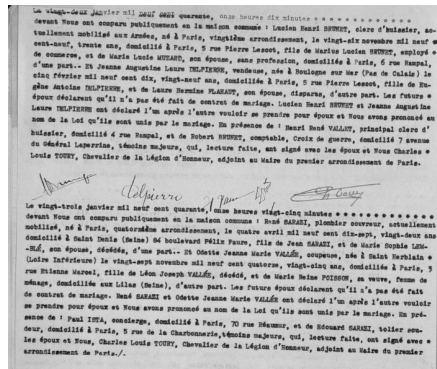 Le vingt-deux janvier mil neuf cent quarante, onze heures dix minutes
devant Nous ont comparu publiquement en la maison commune : Lucien Henri BRUNET, clerc d'huissier, ac-
tuellement mobilisé aux Armées, né à Paris, vingtième arrondissement, le vingt-six novembre mil neuf
cent-neuf, trente ans, domicilié à Paris, 5 rue Pierre Lescot, fils de Marius Lucien BRUNET, employé
de commerce, et de Marie Louise MUTARD, son épouse, sans profession, domiciliés à Paris, 6 rue Rampal,
d'une part.- Et Jeanne Augustine Laure DELPIERRE, vendeuse, née à Boulogne sur Mer (Pas de Calais) le
cinq février mil neuf cent dix, vingt-neuf ans, domiciliée à Paris, 5 rue Pierre Lescot, fille de Eu-
gène Antoine DELPIERRE, et de Laure Hermine FLAHAUT, son épouse, disparus, d'autre part. Les futurs
époux déclarent qu'il n'a pas été fait de contrat de mariage. Lucien Henri BRUNET et Jeanne Augustine
Laure DELPIERRE ont déclaré l'un après l'autre vouloir se prendre pour époux et Nous avons prononcé au
nom de la Loi qu'ils sont unis par le mariage. En présence de : Henri René VALLET, principal clerc d'
huissier, domicilié 4 rue Rampal, et de Robert BRUNET, comptable, Croix de guerre, domicilié 7 avenue
du Général Laperrine, témoins majeurs, qui, lecture faite, ont signé avec les époux et Nous Charles
Louis TOURY, Chevalier de la Légion d'Honneur, adjoint au Maire du premier arrondissement de Paris.
Delpierre
Le vingt-trois janvier mil neuf cent quarante, onze heures vingt cinq minutes
devant Nous ont comparu publiquement en la maison commune : René SARAZI, plombier couvreur, actuellement
mobilisé, né à Paris, quatorzième arrondissement, le quatre avril mil neuf cent dix-sept, vingt-deux ans
domicilié à Saint Denis (Seine) 64 boulevard Félix Faure, fils de Jean SARAZI, et de Marie Sophie LEM-
-BLÉ, son épouse, décédée, d'une part.- Et Odette Jeanne Marie VALLÉE, coupeuse, née à Saint Herblain
(Loire Inférieure) le vingt-sept novembre mil neuf cent quatorze, vingt-cinq ans, domiciliée à Paris, 3
rue Etienne Marcel, fille de Léon Joseph VALLÉE, décédé, et de Marie Reine POISSON, sa veuve, femme de
ménage, domiciliée aux Lilas (Seine), d'autre part. Les futurs époux déclarent qu'il n'a pas été fait
de contrat de mariage. René SARAZI et Odette Jeanne Marie VALLÉE ont déclaré l'un après l'autre vouloir
se prendre pour époux et Nous avons prononcé au nom de la Loi qu'ils sont unis par le mariage. En pré-
sence de : Paul ISTA, concierge, domicilié à Paris, 70 rue Réaumur, et de Edouard SARAZI, tolier sou-
deur, domicilié à Paris, 5 rue de la Charbonnerie, témoins majeurs, qui, lecture faite, ont signé avec
les époux et Nous, Charles Louis TOURY, Chevalier de la Légion d'Honneur, adjoint au Maire du premier
arrondissement de Paris./.